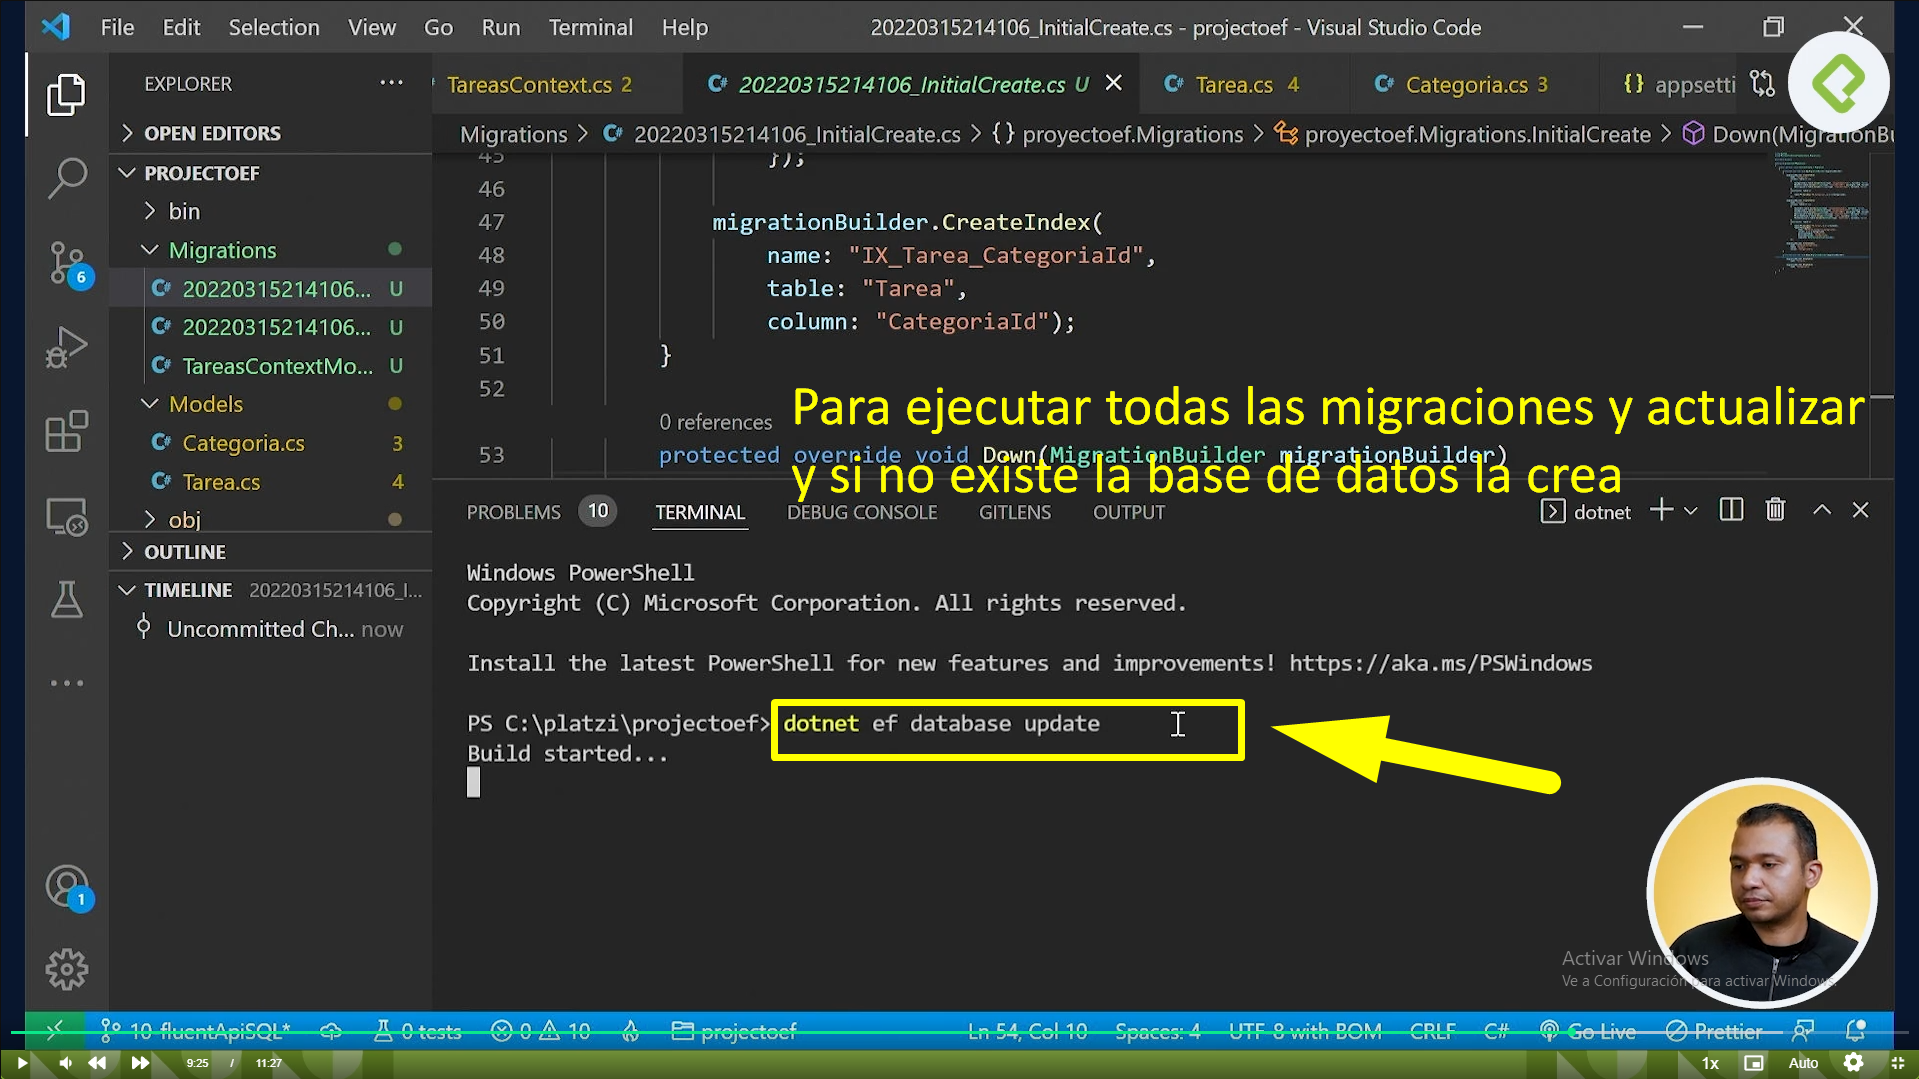 File Edit Selection View Go Run Terminal Help
20220315214106_InitialCreate.cs - projectoef - Visual Studio Code
EXPLORER
TareasContext.cs 2
20220315214106_InitialCreate.cs U
Tarea.cs 4
Categoria.cs 3
{} appsetti
OPEN EDITORS
Migrations > 20220315214106_InitialCreate.cs > {} proyectoef.Migrations > proyectoef.Migrations.InitialCreate > Down(MigrationBu
PROJECTOEF
bin
Migrations
20220315214106... U
20220315214106... U
TareasContextMo... U
Models
Categoria.cs 3
Tarea.cs 4
obj
OUTLINE
TIMELINE 20220315214106_I...
Uncommitted Ch... now
6
1
45 });
46
47 migrationBuilder.CreateIndex(
48 name: "IX_Tarea_CategoriaId",
49 table: "Tarea",
50 column: "CategoriaId");
51 }
52
0 references
53 protected override void Down(MigrationBuilder migrationBuilder)
Para ejecutar todas las migraciones y actualizar
y si no existe la base de datos la crea
PROBLEMS 10 TERMINAL DEBUG CONSOLE GITLENS OUTPUT
dotnet
Windows PowerShell
Copyright (C) Microsoft Corporation. All rights reserved.
Install the latest PowerShell for new features and improvements! https://aka.ms/PSWindows
PS C:\platzi\projectoef> dotnet ef database update
Build started...
Activar Windows
Ve a Configuración para activar Windows.
10-fluentApiSQL* 0 tests 0 10 projectoef
Ln 54, Col 10 Spaces: 4 UTF-8 with BOM CRLF C# Go Live Prettier
9:25 / 11:27
1x Auto